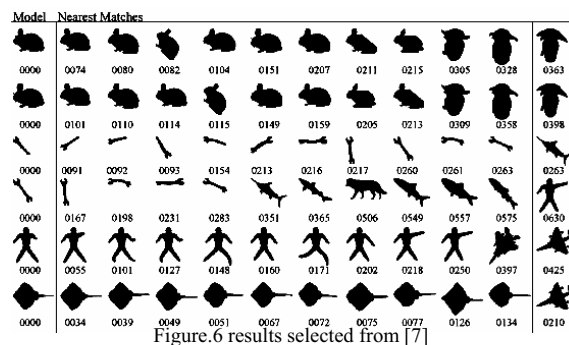 Model Nearest Matches
0000 0074 0080 0082 0104 0151 0207 0211 0215 0305 0328 0363
0000 0101 0110 0114 0115 0149 0159 0205 0213 0309 0358 0398
0000 0091 0092 0093 0154 0213 0216 0217 0260 0261 0263 0263
0000 0167 0198 0231 0283 0351 0365 0506 0549 0557 0575 0630
0000 0055 0101 0127 0148 0160 0171 0202 0218 0250 0397 0425
0000 0034 0039 0049 0051 0067 0072 0075 0077 0126 0134 0210
Figure.6 results selected from [7]